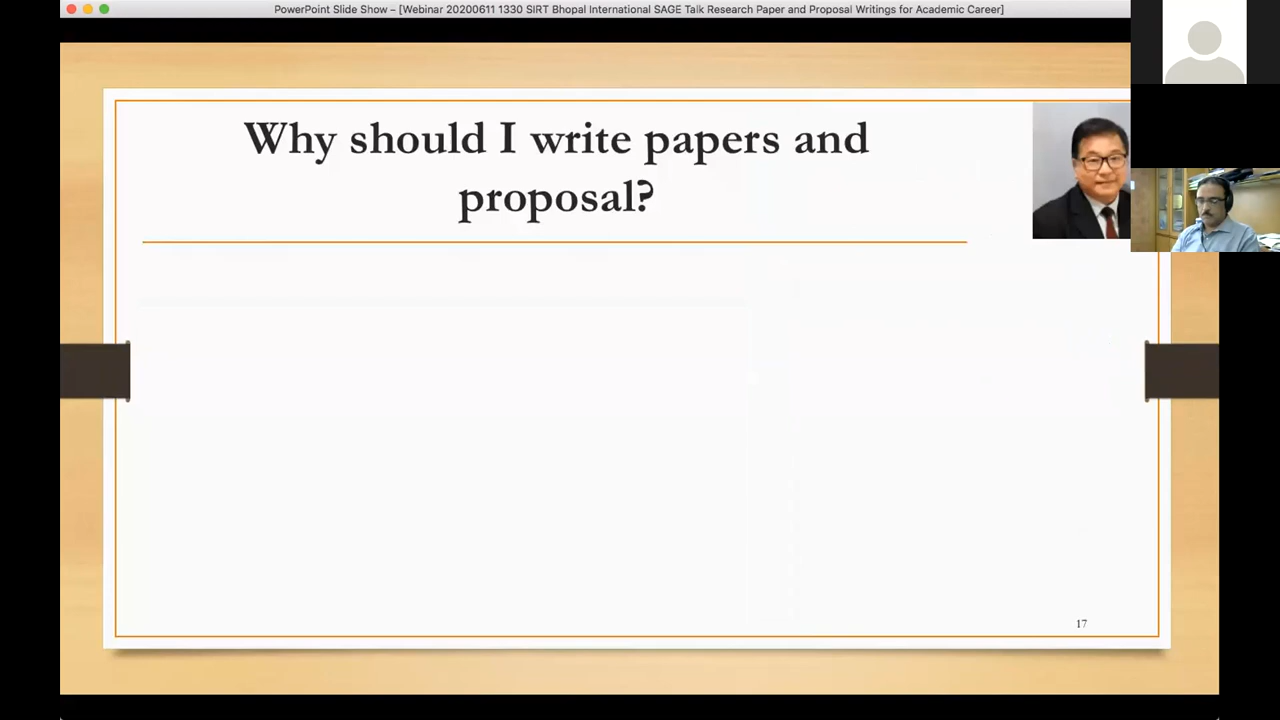 PowerPoint Slide Show – [Webinar 20200611 1330 SIRT Bhopal International SAGE Talk Research Paper and Proposal Writings for Academic Career]
Why should I write papers and
proposal?
17